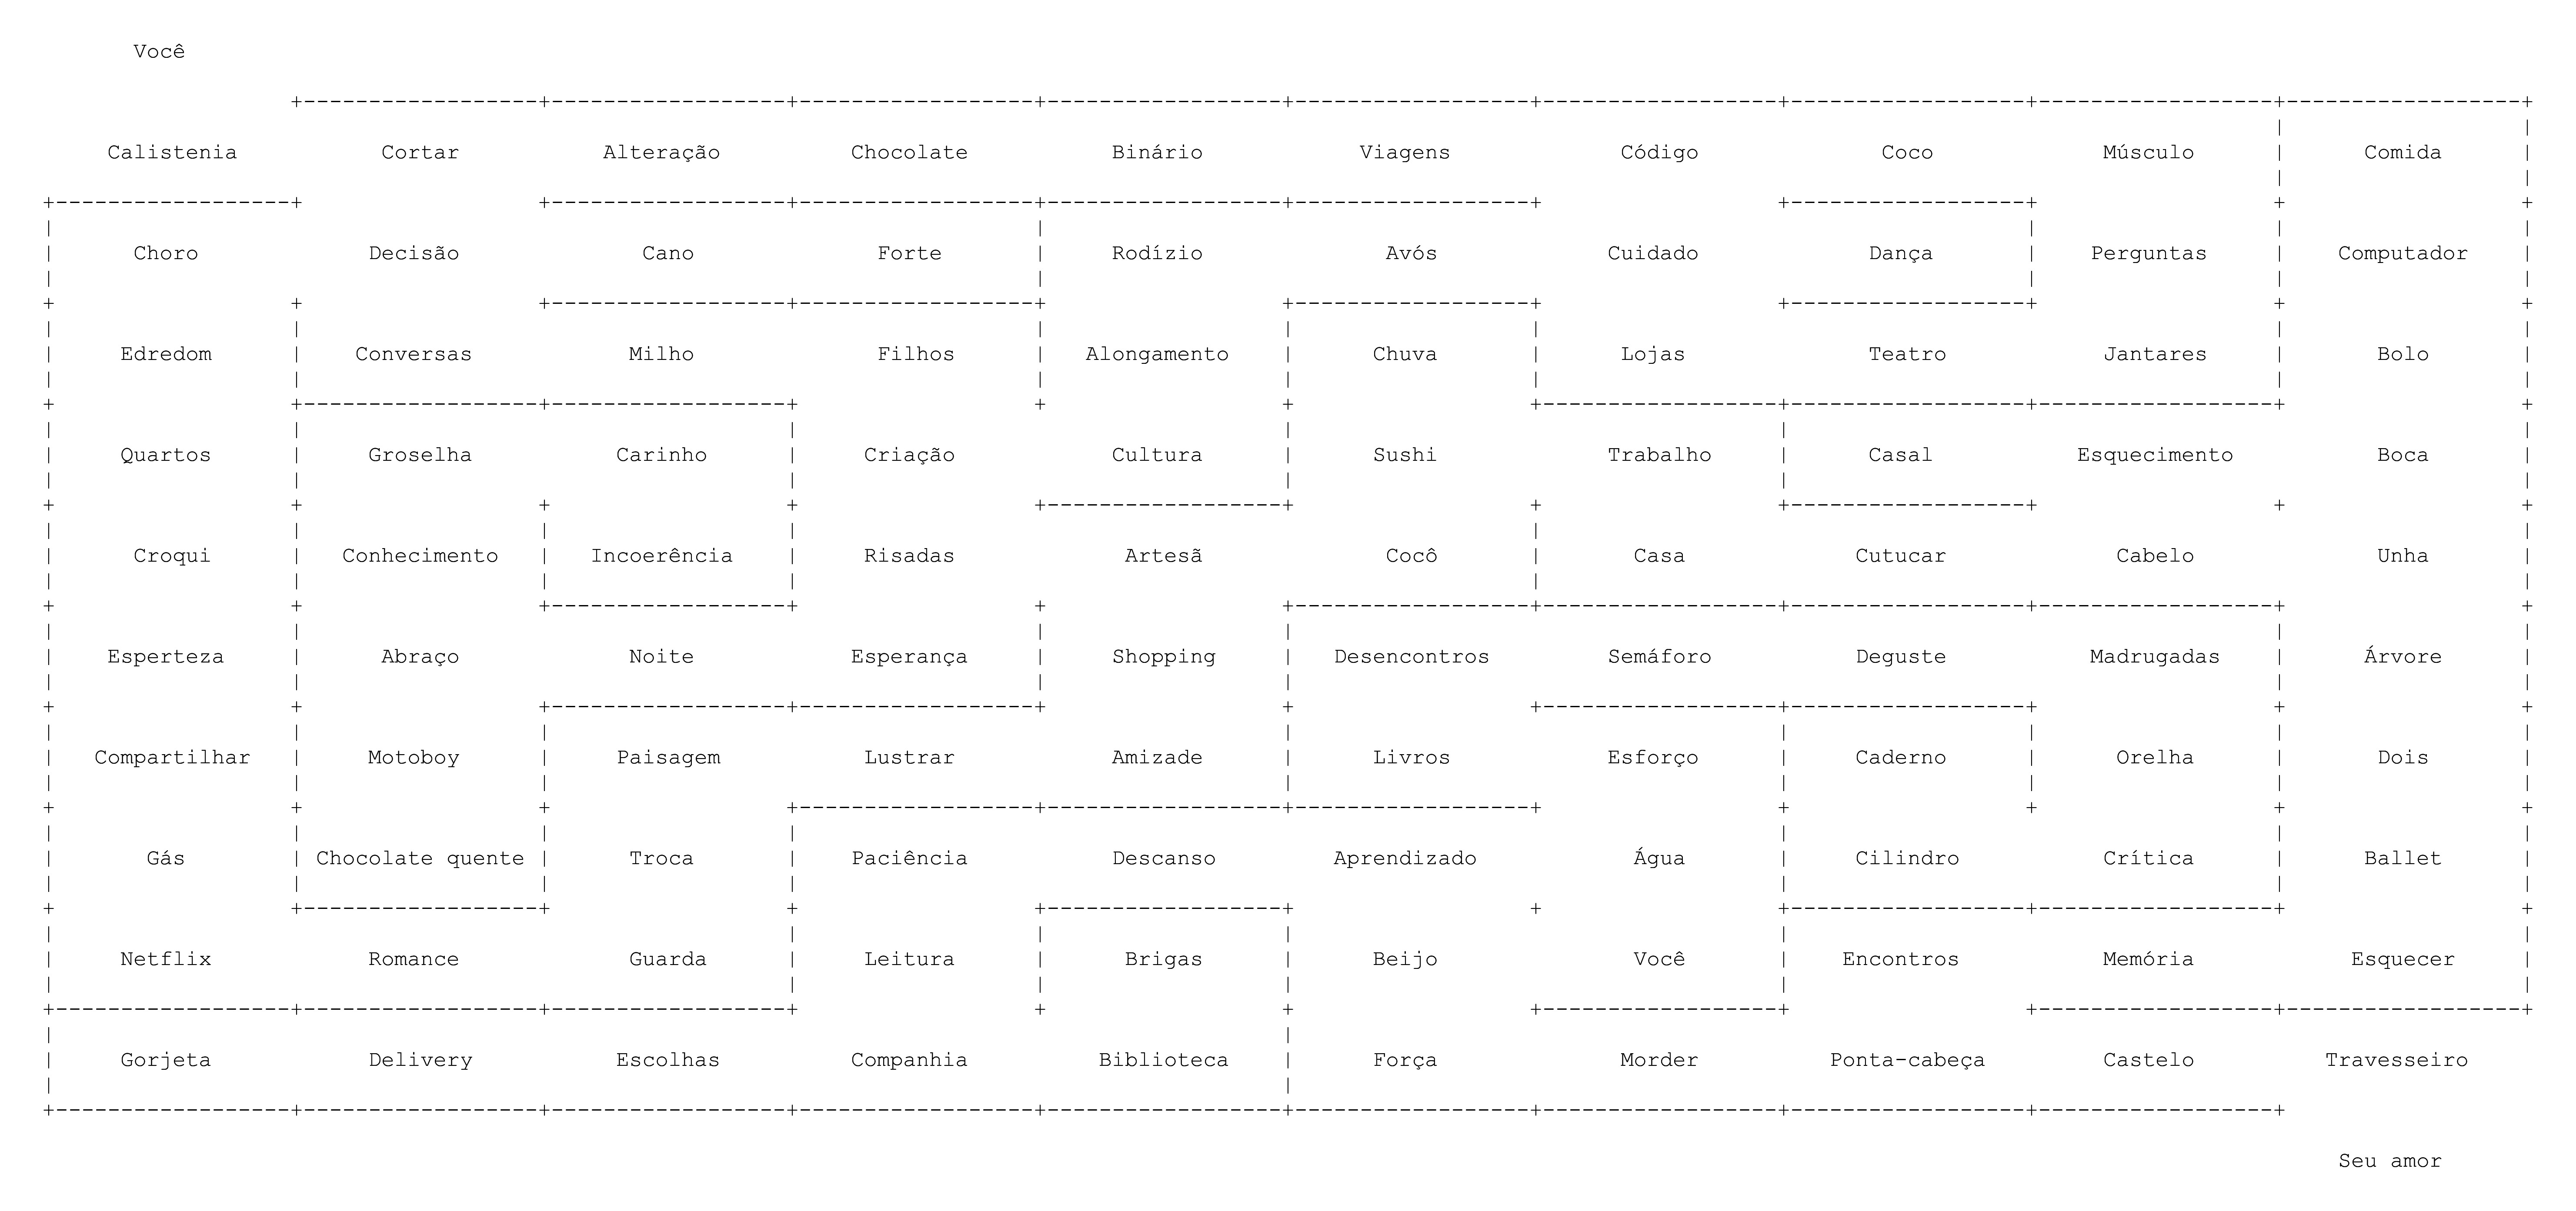 Você
Calistenia Cortar Alteração Chocolate Binário Viagens Código Coco Músculo Comida
Choro Decisão Cano Forte Rodízio Avós Cuidado Dança Perguntas Computador
Edredom Conversas Milho Filhos Alongamento Chuva Lojas Teatro Jantares Bolo
Quartos Groselha Carinho Criação Cultura Sushi Trabalho Casal Esquecimento Boca
Croqui Conhecimento Incoerência Risadas Artesã Cocô Casa Cutucar Cabelo Unha
Esperteza Abraço Noite Esperança Shopping Desencontros Semáforo Deguste Madrugadas Árvore
Compartilhar Motoboy Paisagem Lustrar Amizade Livros Esforço Caderno Orelha Dois
Gás Chocolate quente Troca Paciência Descanso Aprendizado Água Cilindro Crítica Ballet
Netflix Romance Guarda Leitura Brigas Beijo Você Encontros Memória Esquecer
Gorjeta Delivery Escolhas Companhia Biblioteca Força Morder Ponta-cabeça Castelo Travesseiro
Seu amor